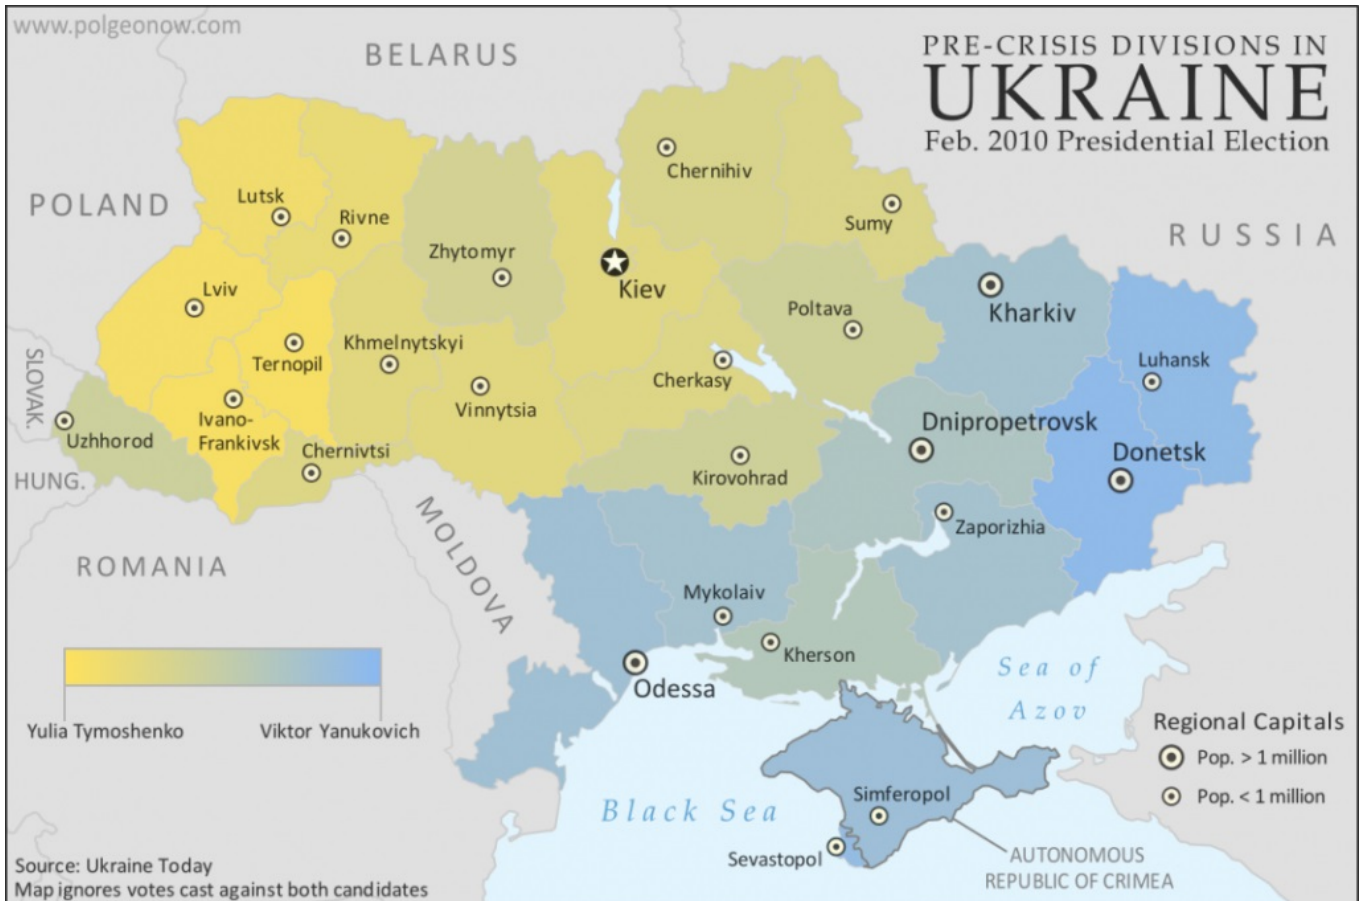 www.polgeonow.com
BELARUS
PRE-CRISIS DIVISIONS IN
UKRAINE
Feb. 2010 Presidential Election
POLAND
RUSSIA
Chernihiv
Lutsk
Rivne
Sumy
Zhytomyr
Kiev
Lviv
Poltava
Kharkiv
Khmelnytskyi
Ternopil
Luhansk
SLOVAK.
Cherkasy
Vinnytsia
Ivano-
Frankivsk
Uzhhorod
Chernivtsi
Dnipropetrovsk
Donetsk
HUNG.
Kirovohrad
MOLDOVA
Zaporizhia
ROMANIA
Mykolaiv
Kherson
Odessa
Sea of
Azov
Yulia Tymoshenko
Viktor Yanukovich
Regional Capitals
Pop. > 1 million
Pop. < 1 million
Black Sea
Simferopol
Sevastopol
AUTONOMOUS
REPUBLIC OF CRIMEA
Source: Ukraine Today
Map ignores votes cast against both candidates